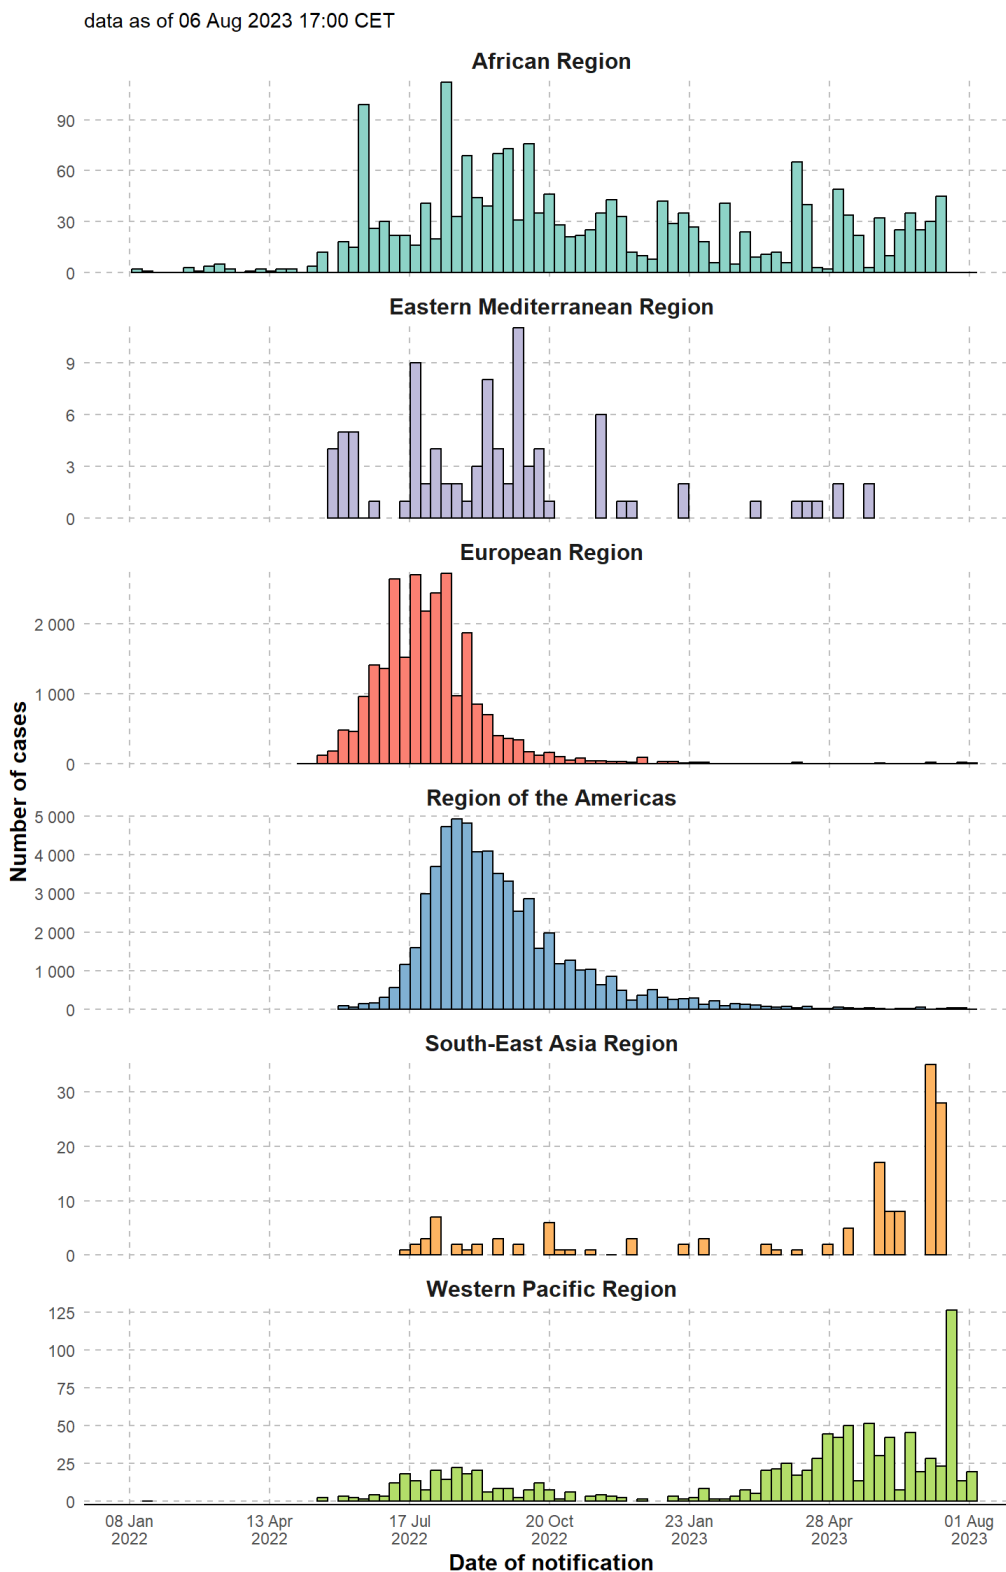 data as of 06 Aug 2023 17:00 CET
African Region
90
60
30
0
Eastern Mediterranean Region
9
6
3
0
European Region
2 000
1 000
0
Number of cases
Region of the Americas
5 000
4 000
3 000
2 000
1 000
0
South-East Asia Region
30
20
10
0
Western Pacific Region
125
100
75
50
25
0
08 Jan 13 Apr 17 Jul 20 Oct 23 Jan 28 Apr 01 Aug
2022 2022 2022 2022 2023 2023 2023
Date of notification